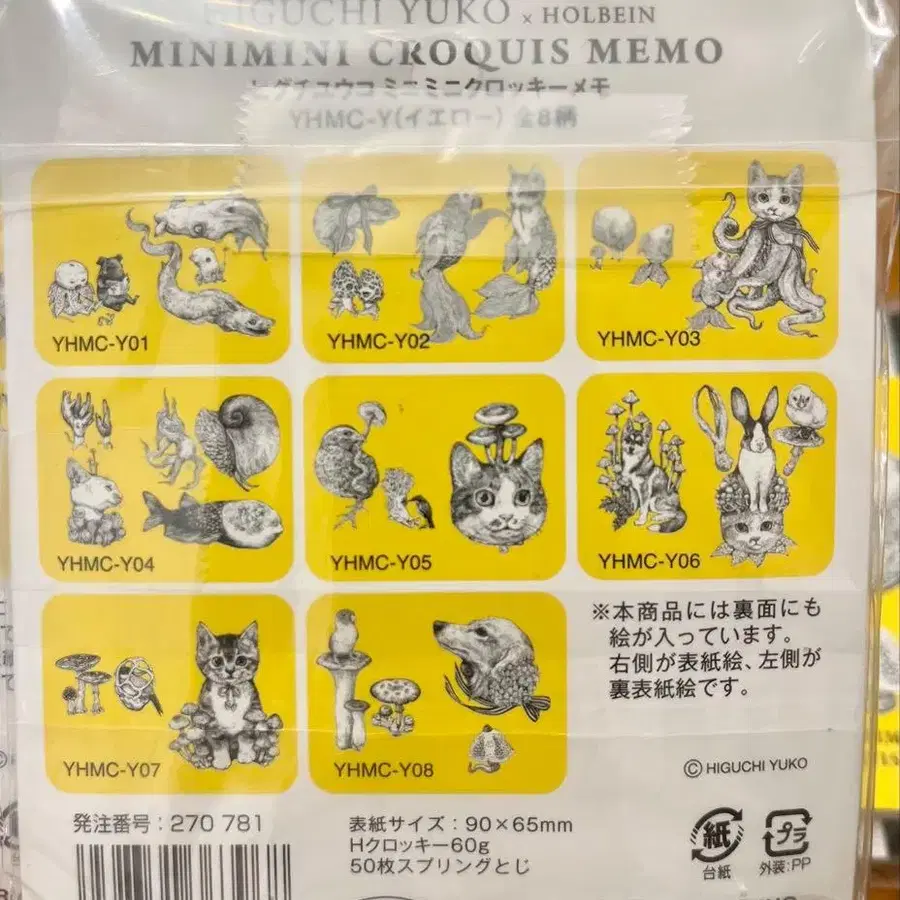 HIGUCHI YUKO × HOLBEIN
MINIMINI CROQUIS MEMO
ヒグチユウコ ミニミニクロッキーメモ
YHMC-Y(イエロー) 全8柄
YHMC-Y01
YHMC-Y02
YHMC-Y03
YHMC-Y04
YHMC-Y05
YHMC-Y06
YHMC-Y07
YHMC-Y08
※本商品には裏面にも
絵が入っています。
右側が表紙絵、左側が
裏表紙絵です。
©HIGUCHI YUKO
発注番号:270 781
表紙サイズ:90×65mm
Hクロッキー60g
50枚スプリングとじ
紙
台紙
プラ
外装:PP